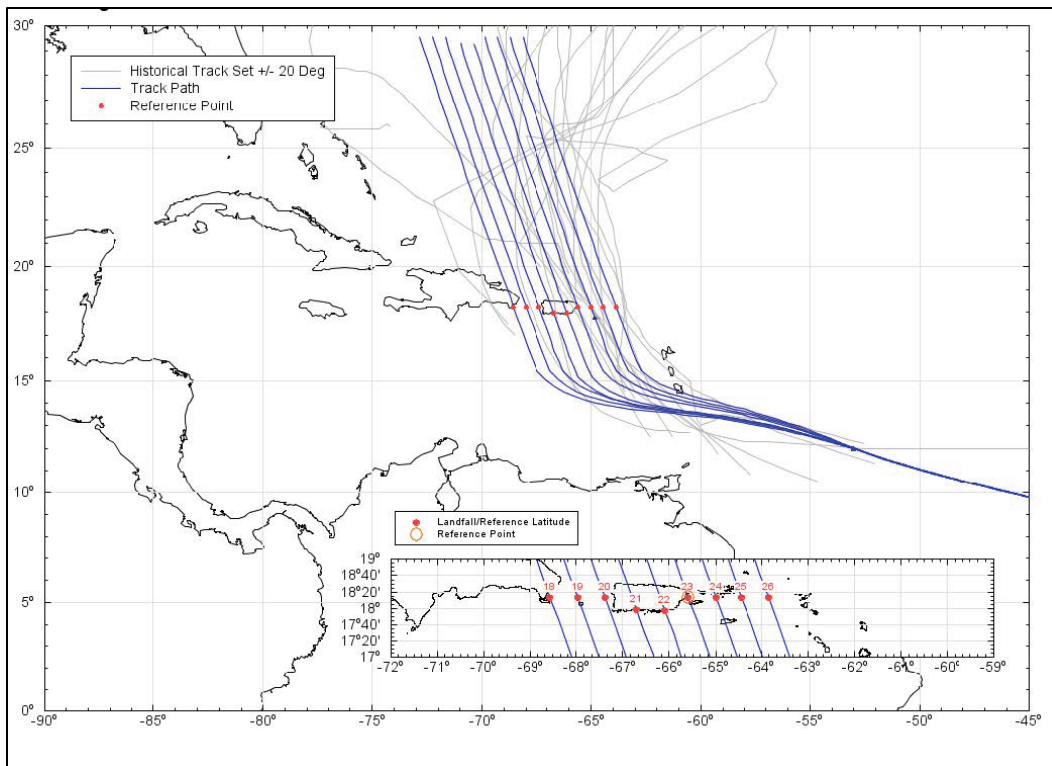 30°
Historical Track Set +/- 20 Deg
Track Path
Reference Point
25°
20°
15°
10°
Landfall/Reference Latitude
Reference Point
19°
18°40'
18°20'
18°
17°40'
17°20'
17°
18 19 20 21 22 23 24 25 26
-72° -71° -70° -69° -68° -67° -66° -65° -64° -63° -62° -61° -60° -59°
5°
0°
-90° -85° -80° -75° -70° -65° -60° -55° -50° -45°